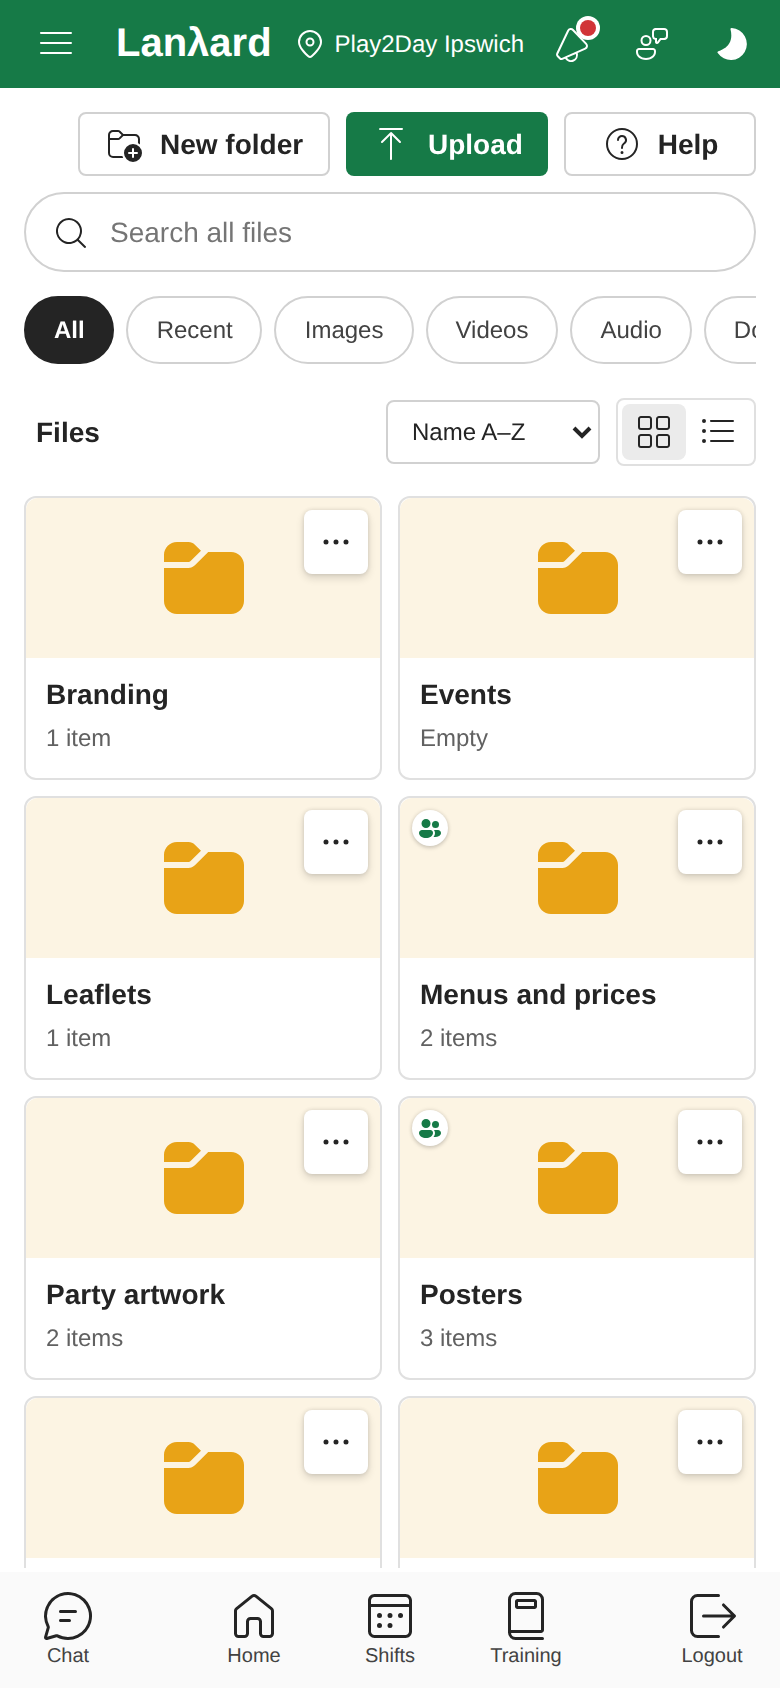 Lanλard
Play2Day Ipswich
New folder
Upload
Help
Search all files
All
Recent
Images
Videos
Audio
Files
Name A–Z
Branding
1 item
Events
Empty
Leaflets
1 item
Menus and prices
2 items
Party artwork
2 items
Posters
3 items
Chat
Home
Shifts
Training
Logout